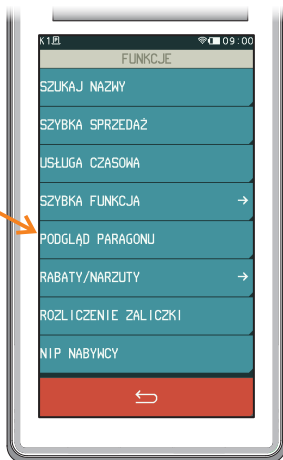 K1 09:00
FUNKCJE
SZUKAJ NAZWY
SZYBKA SPRZEDAŻ
USŁUGA CZASOWA
SZYBKA FUNKCJA →
PODGLĄD PARAGONU
RABATY/NARZUTY →
ROZLICZENIE ZALICZKI
NIP NABYWCY